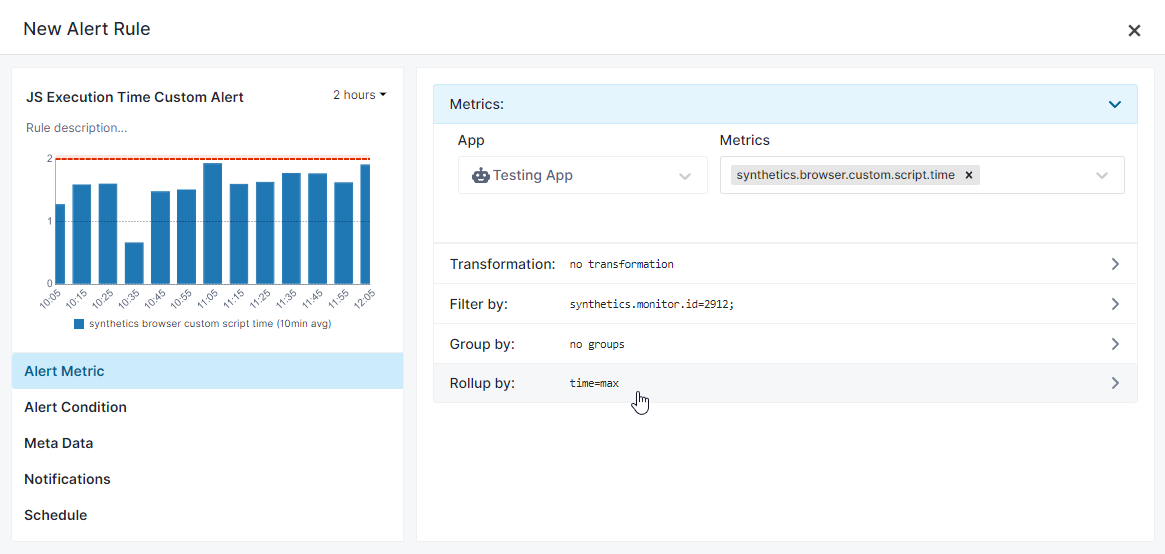 New Alert Rule
JS Execution Time Custom Alert
2 hours
Rule description...
2
1
0
10:05 10:15 10:25 10:35 10:45 10:55 11:05 11:15 11:25 11:35 11:45 11:55 12:05
synthetics browser custom script time (10min avg)
Alert Metric
Alert Condition
Meta Data
Notifications
Schedule
Metrics:
App
Metrics
Testing App
synthetics.browser.custom.script.time ×
Transformation: no transformation
Filter by: synthetics.monitor.id=2912;
Group by: no groups
Rollup by: time=max